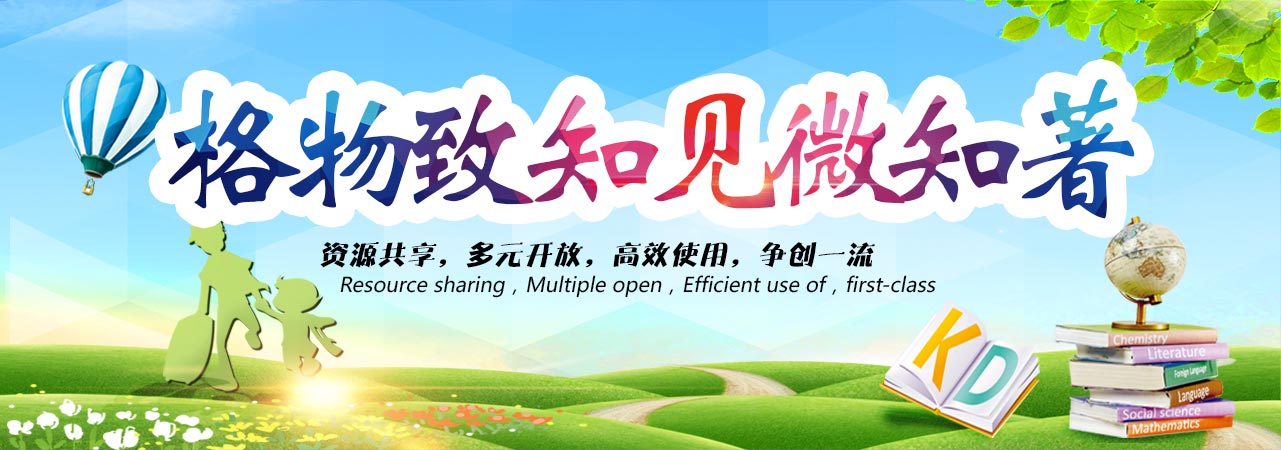 格物致知见微知著
资源共享，多元开放，高效使用，争创一流
Resource sharing , Multiple open , Efficient use of , first-class
K D
Chemistry
Literature
Foreign Language
Language
Social science
Mathematics